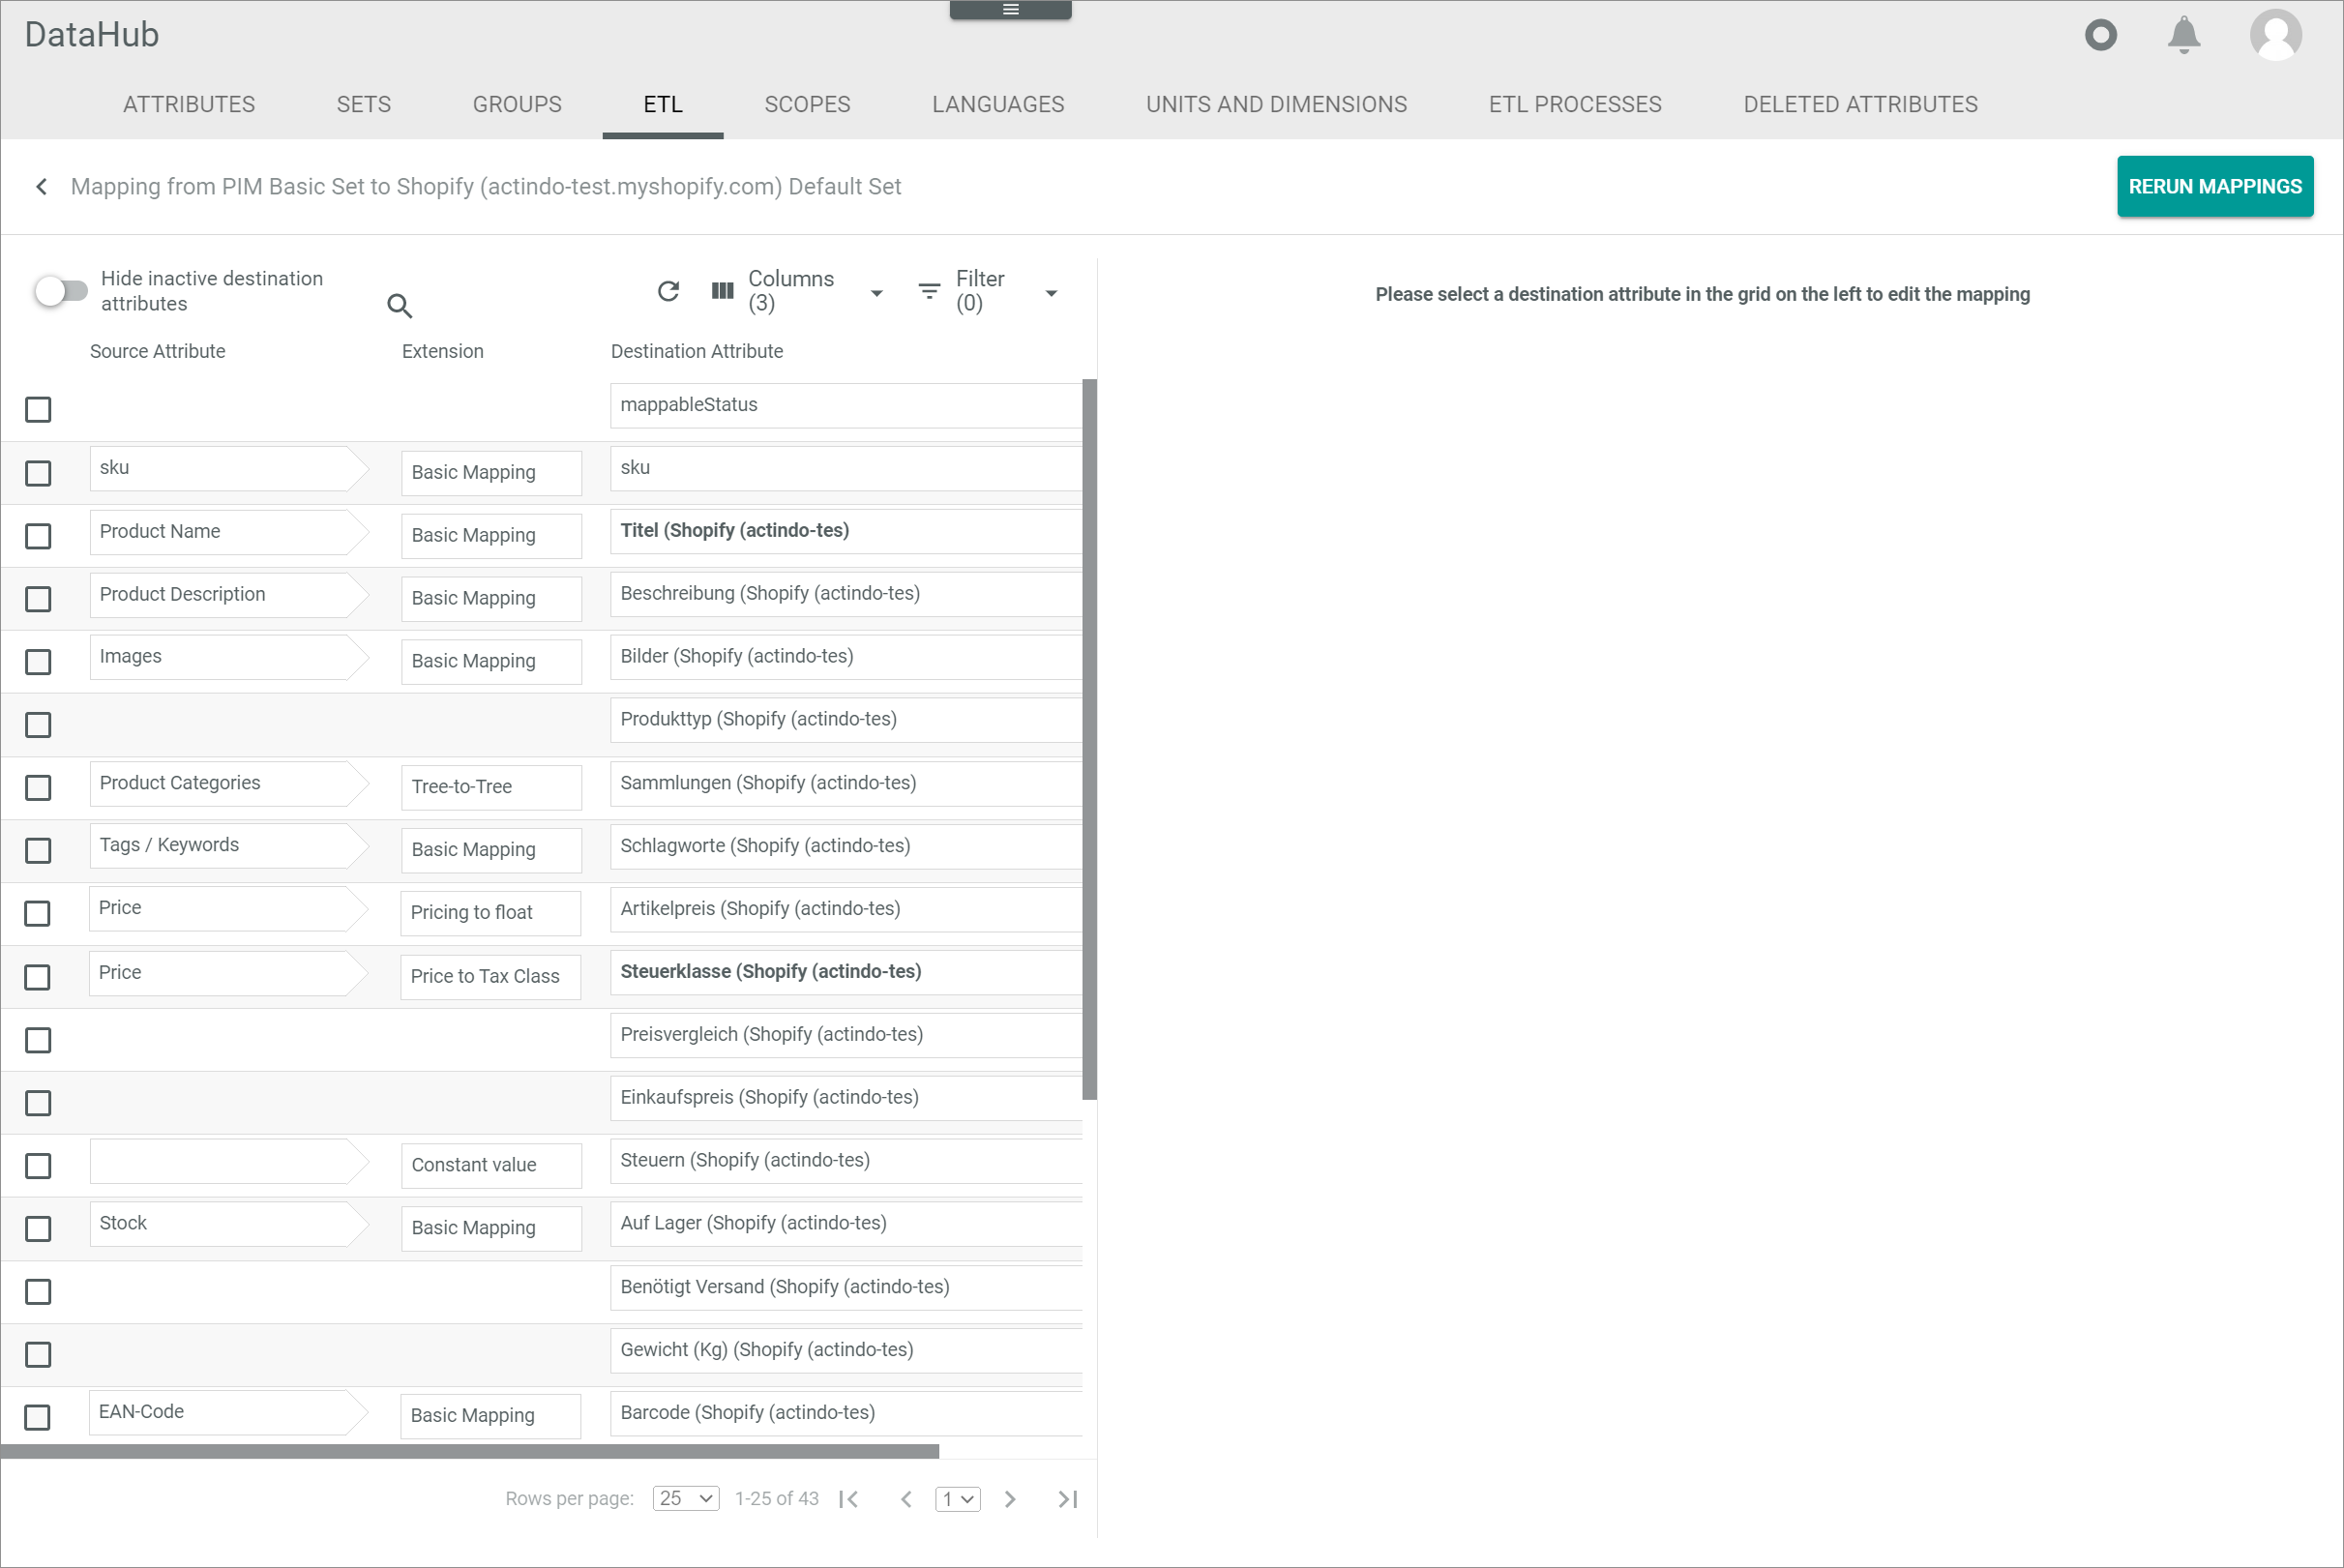 DataHub
ATTRIBUTES SETS GROUPS ETL SCOPES LANGUAGES UNITS AND DIMENSIONS ETL PROCESSES DELETED ATTRIBUTES
Mapping from PIM Basic Set to Shopify (actindo-test.myshopify.com) Default Set RERUN MAPPINGS
Hide inactive destination
attributes
Columns
(3)
Filter
(0)
Please select a destination attribute in the grid on the left to edit the mapping
Source Attribute Extension Destination Attribute
mappableStatus
sku Basic Mapping sku
Product Name Basic Mapping Titel (Shopify (actindo-tes)
Product Description Basic Mapping Beschreibung (Shopify (actindo-tes)
Images Basic Mapping Bilder (Shopify (actindo-tes)
Produkttyp (Shopify (actindo-tes)
Product Categories Tree-to-Tree Sammlungen (Shopify (actindo-tes)
Tags / Keywords Basic Mapping Schlagworte (Shopify (actindo-tes)
Price Pricing to float Artikelpreis (Shopify (actindo-tes)
Price Price to Tax Class Steuerklasse (Shopify (actindo-tes)
Preisvergleich (Shopify (actindo-tes)
Einkaufspreis (Shopify (actindo-tes)
Constant value Steuern (Shopify (actindo-tes)
Stock Basic Mapping Auf Lager (Shopify (actindo-tes)
Benötigt Versand (Shopify (actindo-tes)
Gewicht (Kg) (Shopify (actindo-tes)
EAN-Code Basic Mapping Barcode (Shopify (actindo-tes)
Rows per page: 25 1-25 of 43 1